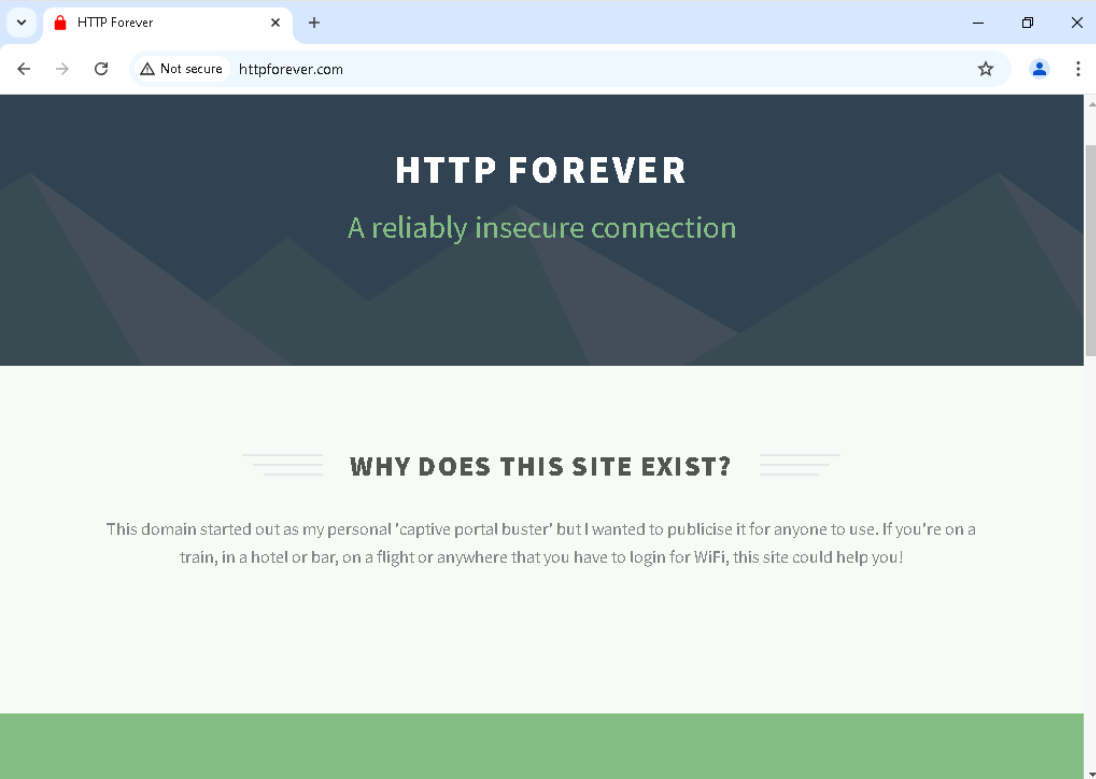 HTTP Forever
Not secure httpforever.com
HTTP FOREVER
A reliably insecure connection
WHY DOES THIS SITE EXIST?
This domain started out as my personal 'captive portal buster' but I wanted to publicise it for anyone to use. If you're on a
train, in a hotel or bar, on a flight or anywhere that you have to login for WiFi, this site could help you!